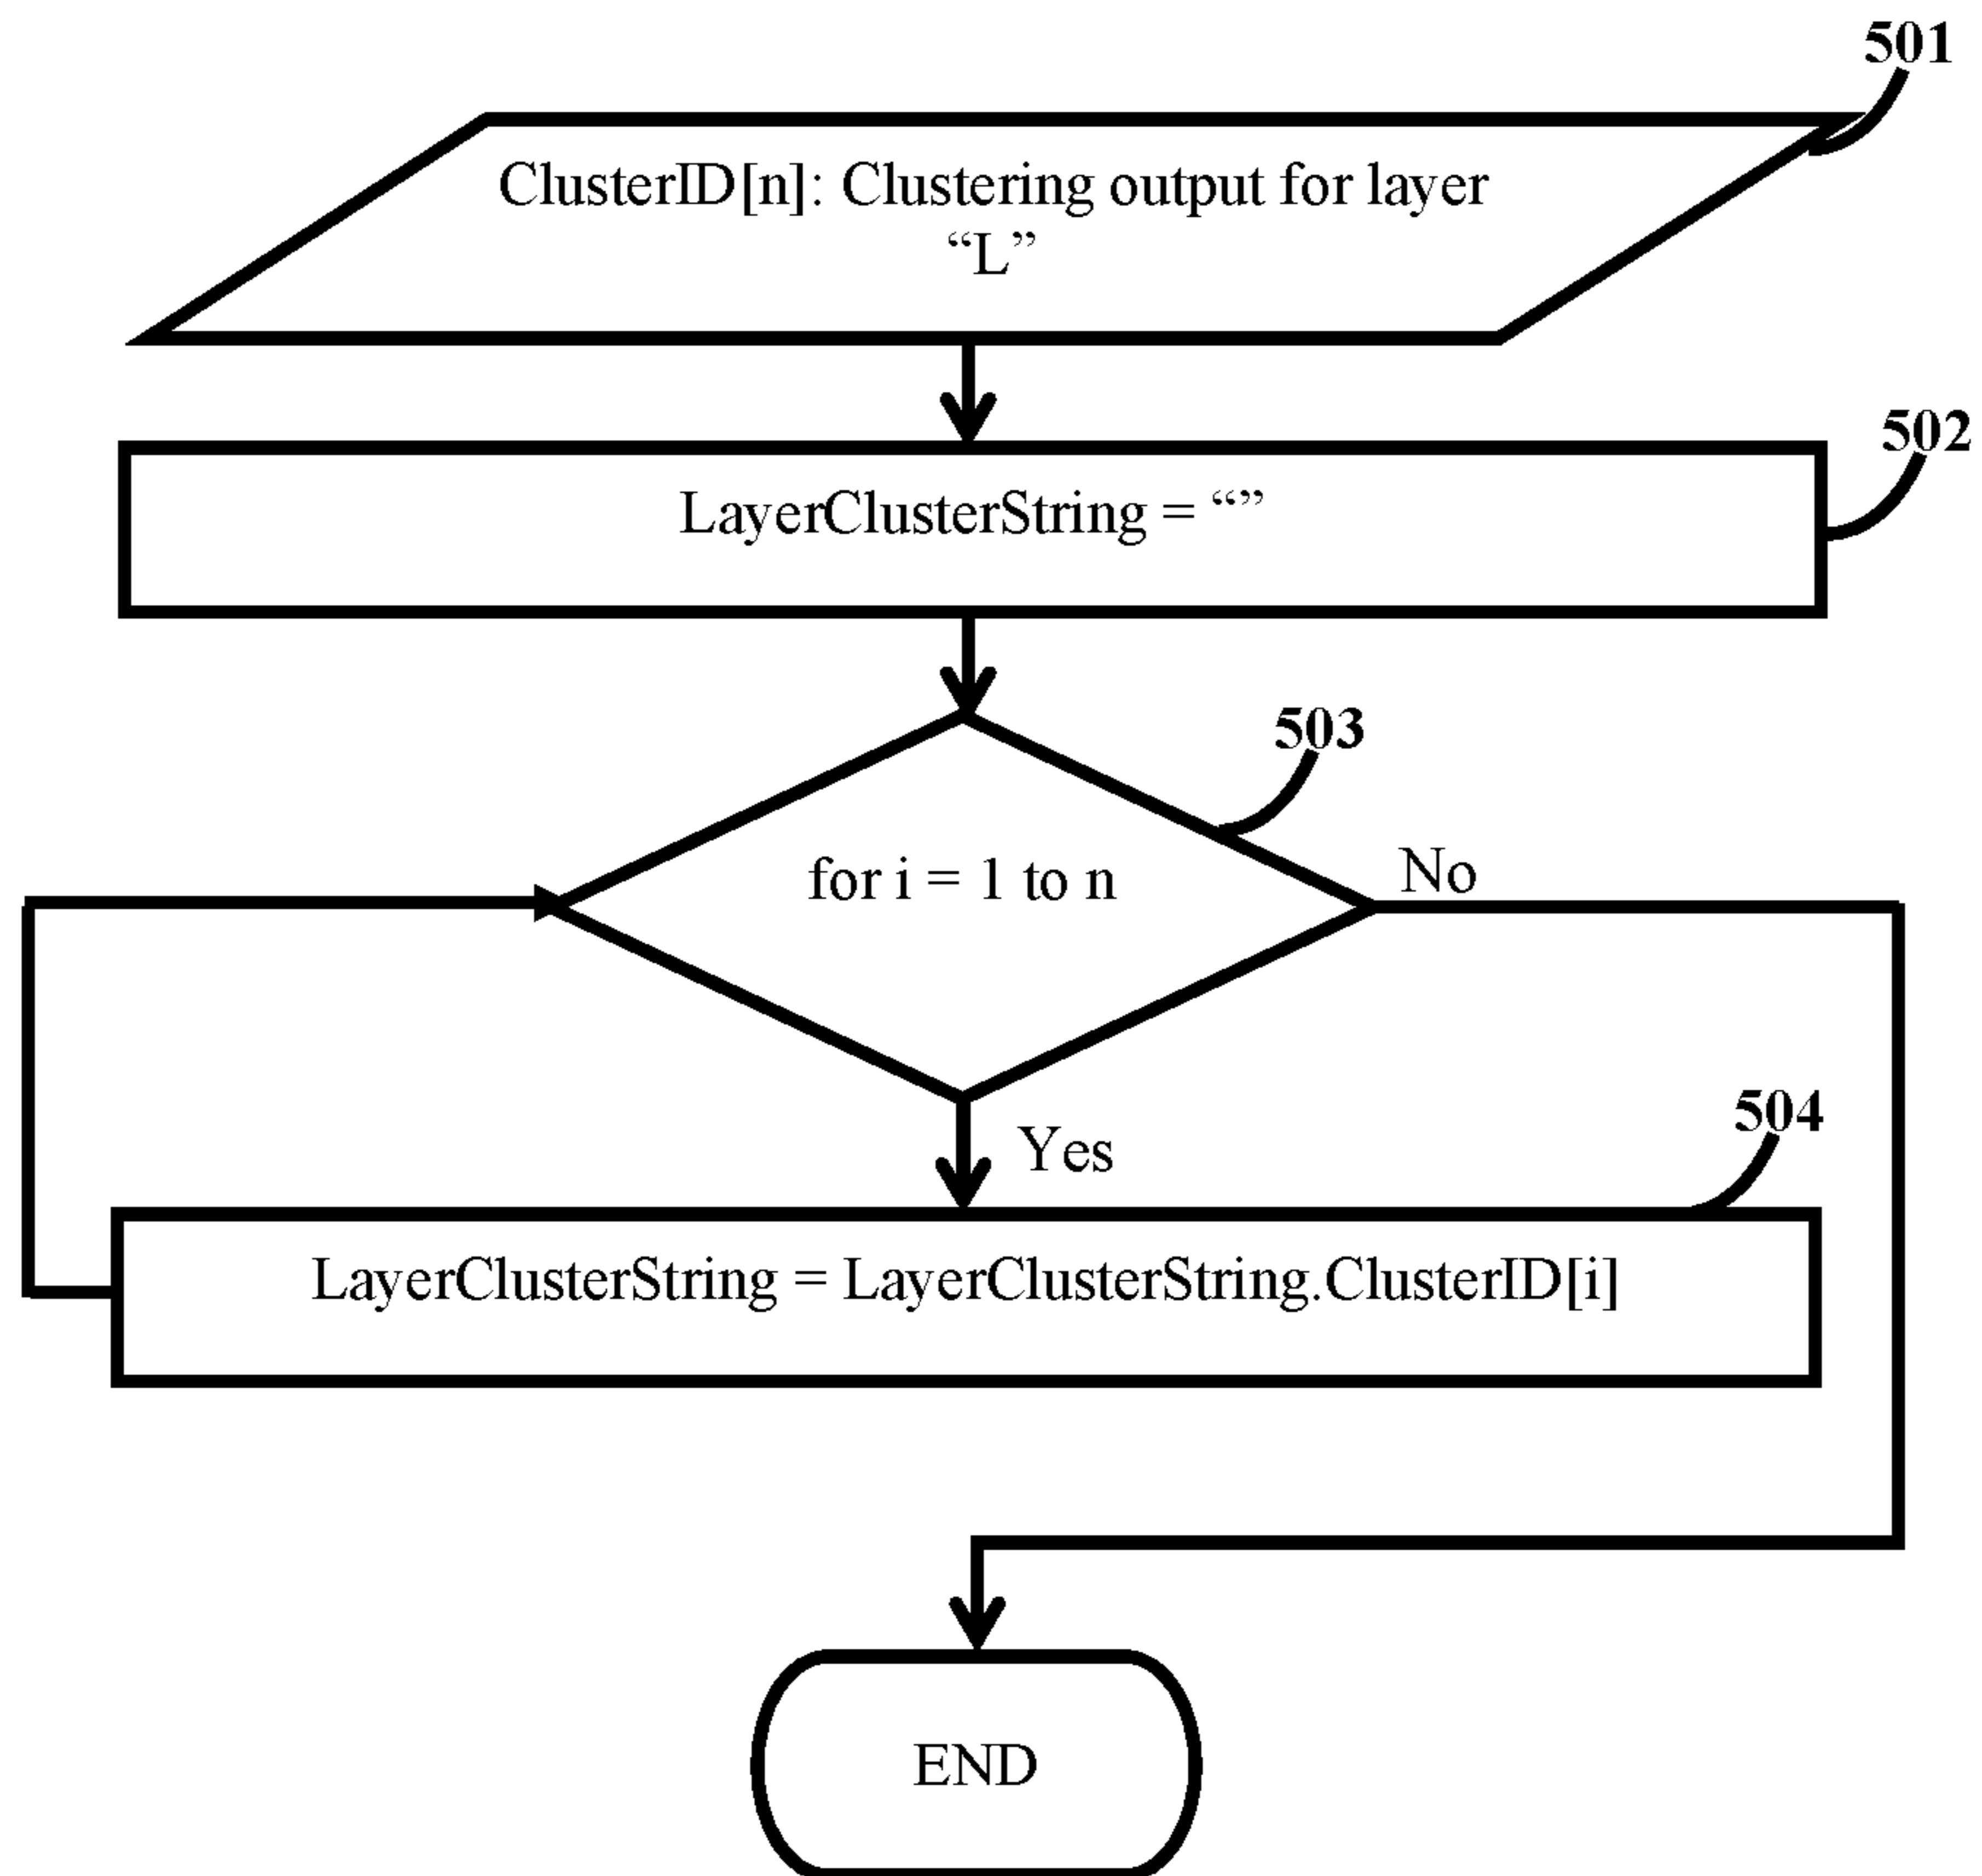 501
ClusterID[n]: Clustering output for layer
“L”
502
LayerClusterString = “”
503
for i = 1 to n
No
Yes
504
LayerClusterString = LayerClusterString.ClusterID[i]
END